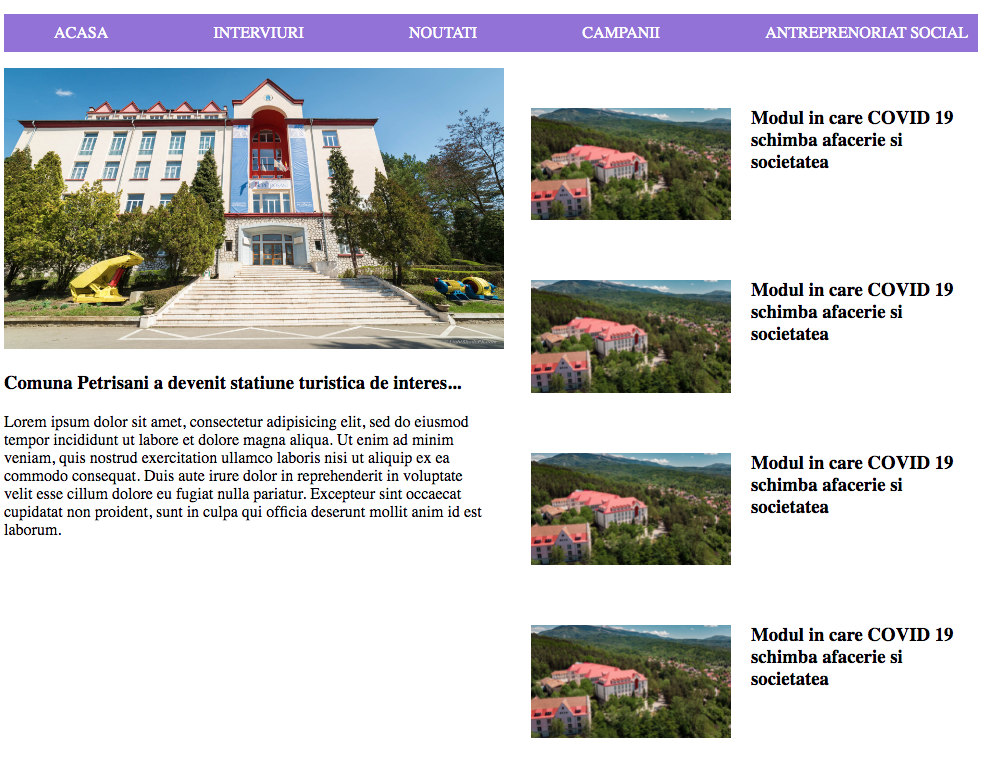 ACASA INTERVIURI NOUTATI CAMPANII ANTREPRENORIAT SOCIAL
Comuna Petrisani a devenit statiune turistica de interes...
Lorem ipsum dolor sit amet, consectetur adipisicing elit, sed do eiusmod
tempor incididunt ut labore et dolore magna aliqua. Ut enim ad minim
veniam, quis nostrud exercitation ullamco laboris nisi ut aliquip ex ea
commodo consequat. Duis aute irure dolor in reprehenderit in voluptate
velit esse cillum dolore eu fugiat nulla pariatur. Excepteur sint occaecat
cupidatat non proident, sunt in culpa qui officia deserunt mollit anim id est
laborum.
Modul in care COVID 19
schimba afacerie si
societatea
Modul in care COVID 19
schimba afacerie si
societatea
Modul in care COVID 19
schimba afacerie si
societatea
Modul in care COVID 19
schimba afacerie si
societatea